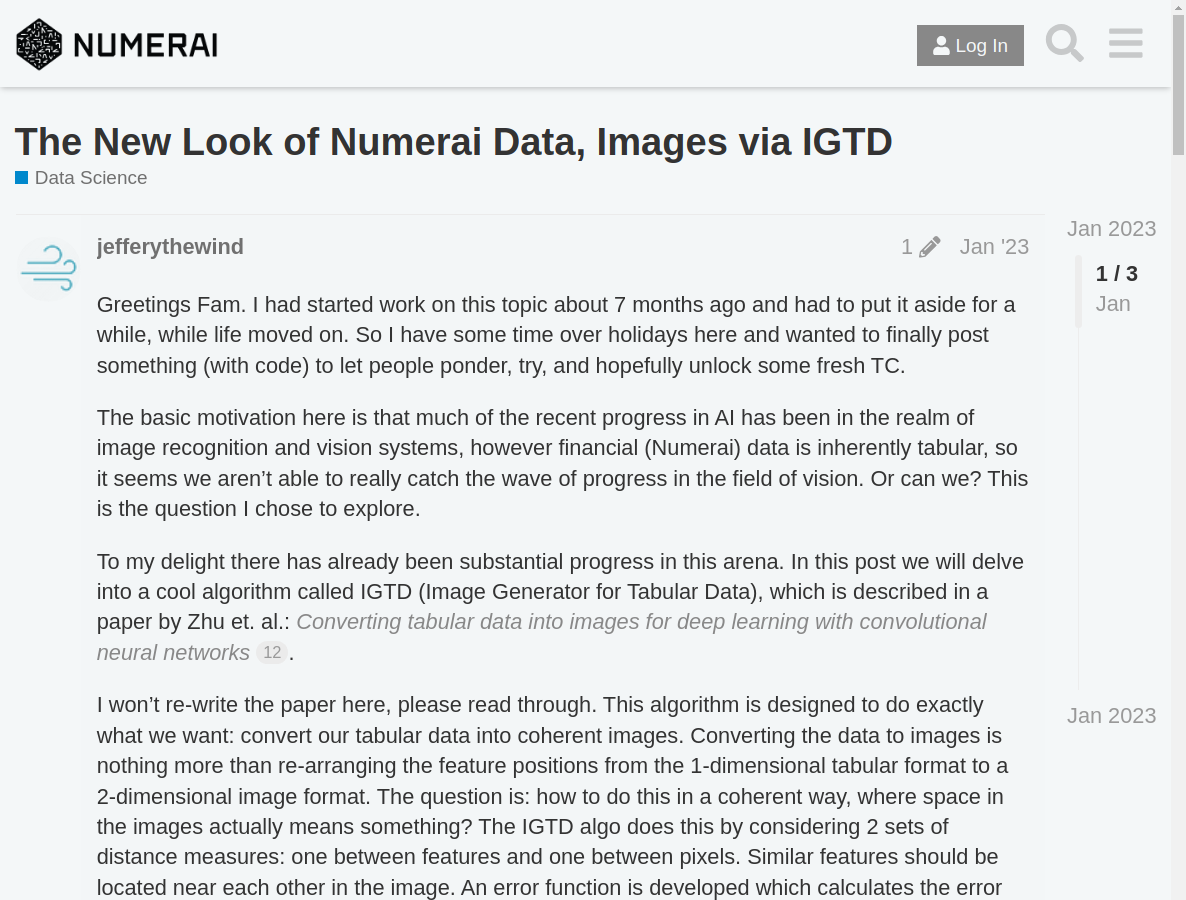 NUMERAI
Log In
The New Look of Numerai Data, Images via IGTD
Data Science
jefferythewind
1
Jan '23
Greetings Fam. I had started work on this topic about 7 months ago and had to put it aside for a
while, while life moved on. So I have some time over holidays here and wanted to finally post
something (with code) to let people ponder, try, and hopefully unlock some fresh TC.
The basic motivation here is that much of the recent progress in AI has been in the realm of
image recognition and vision systems, however financial (Numerai) data is inherently tabular, so
it seems we aren’t able to really catch the wave of progress in the field of vision. Or can we? This
is the question I chose to explore.
To my delight there has already been substantial progress in this arena. In this post we will delve
into a cool algorithm called IGTD (Image Generator for Tabular Data), which is described in a
paper by Zhu et. al.: Converting tabular data into images for deep learning with convolutional
neural networks 12 .
I won’t re-write the paper here, please read through. This algorithm is designed to do exactly
what we want: convert our tabular data into coherent images. Converting the data to images is
nothing more than re-arranging the feature positions from the 1-dimensional tabular format to a
2-dimensional image format. The question is: how to do this in a coherent way, where space in
the images actually means something? The IGTD algo does this by considering 2 sets of
distance measures: one between features and one between pixels. Similar features should be
located near each other in the image. An error function is developed which calculates the error
Jan 2023
1 / 3
Jan
Jan 2023